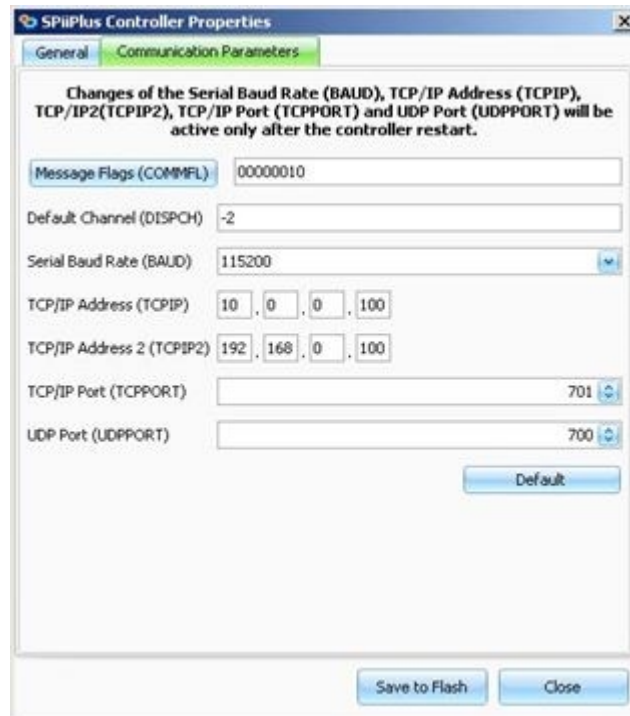 SPiiPlus Controller Properties
General Communication Parameters
Changes of the Serial Baud Rate (BAUD), TCP/IP Address (TCPIP),
TCP/IP2(TCPIP2), TCP/IP Port (TCPPORT) and UDP Port (UDPPORT) will be
active only after the controller restart.
Message Flags (COMMFL) 00000010
Default Channel (DISPCH) -2
Serial Baud Rate (BAUD) 115200
TCP/IP Address (TCPIP) 10 . 0 . 0 . 100
TCP/IP Address 2 (TCPIP2) 192 . 168 . 0 . 100
TCP/IP Port (TCPPORT) 701
UDP Port (UDPPORT) 700
Default
Save to Flash Close